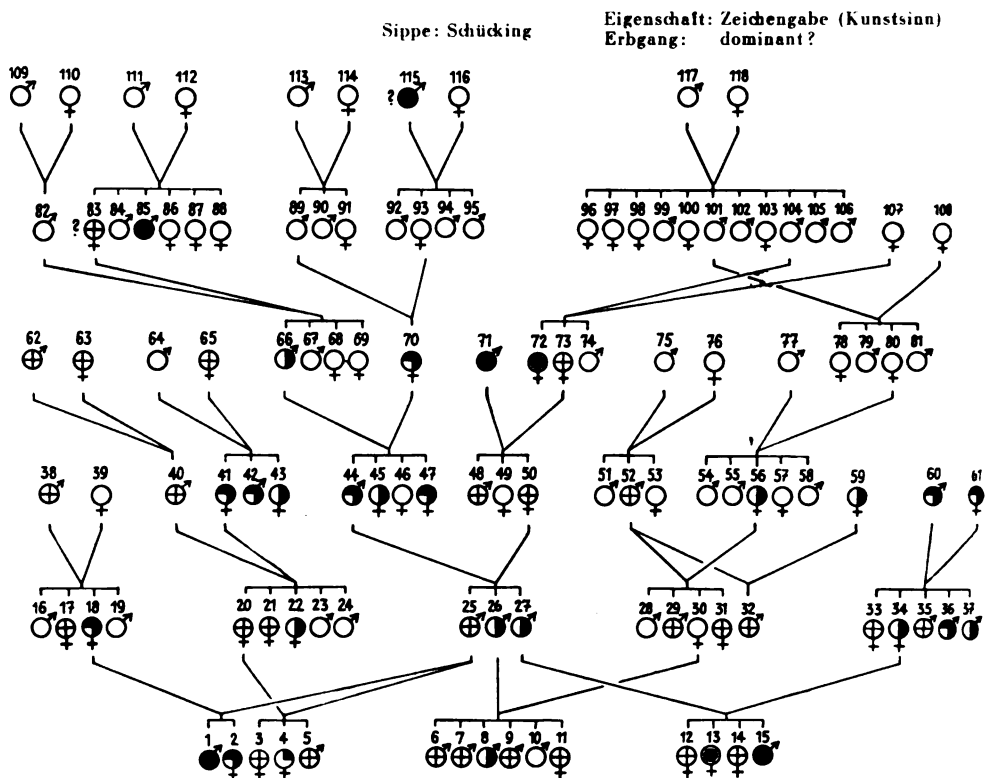 Sippe: Schücking
Eigenschaft: Zeichengabe (Kunstsinn)
Erbgang: dominant?
109 110 111 112 113 114 115 116 117 118
?
82 83 84 85 86 87 88 89 90 91 92 93 94 95 96 97 98 99 100 101 102 103 104 105 106 107 108
?
62 63 64 65 66 67 68 69 70 71 72 73 74 75 76 77 78 79 80 81
38 39 40 41 42 43 44 45 46 47 48 49 50 51 52 53 54 55 56 57 58 59 60 61
16 17 18 19 20 21 22 23 24 25 26 27 28 29 30 31 32 33 34 35 36 37
1 2 3 4 5 6 7 8 9 10 11 12 13 14 15